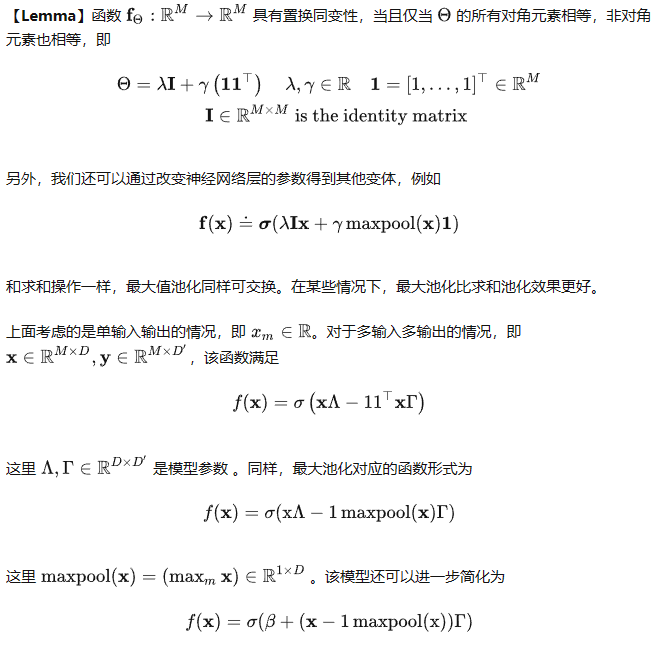 【Lemma】函数 $\mathbf{f}_\Theta : \mathbb{R}^M \to \mathbb{R}^M$ 具有置换同变性，当且仅当 $\Theta$ 的所有对角元素相等，非对角
元素也相等，即
$\Theta = \lambda \mathbf{I} + \gamma \left( \mathbf{1}\mathbf{1}^\top \right) \quad \lambda, \gamma \in \mathbb{R} \quad \mathbf{1} = [1, \ldots, 1]^\top \in \mathbb{R}^M$
$\mathbf{I} \in \mathbb{R}^{M \times M}$ is the identity matrix
另外，我们还可以通过改变神经网络层的参数得到其他变体，例如
$\mathbf{f}(\mathbf{x}) \doteq \boldsymbol{\sigma}(\lambda \mathbf{I} \mathbf{x} + \gamma \operatorname{maxpool}(\mathbf{x}) \mathbf{1})$
和求和操作一样，最大值池化同样可交换。在某些情况下，最大池化比求和池化效果更好。
上面考虑的是单输入输出的情况，即 $x_m \in \mathbb{R}$。对于多输入多输出的情况，即
$\mathbf{x} \in \mathbb{R}^{M \times D}, \mathbf{y} \in \mathbb{R}^{M \times D'}$，该函数满足
$f(\mathbf{x}) = \sigma \left( \mathbf{x} \Lambda - 11^\top \mathbf{x} \Gamma \right)$
这里 $\Lambda, \Gamma \in \mathbb{R}^{D \times D'}$ 是模型参数 。同样，最大池化对应的函数形式为
$f(\mathbf{x}) = \sigma(\mathrm{x} \Lambda - 1 \operatorname{maxpool}(\mathbf{x}) \Gamma)$
这里 $\operatorname{maxpool}(\mathbf{x}) = (\max_m \mathbf{x}) \in \mathbb{R}^{1 \times D}$ 。该模型还可以进一步简化为
$f(\mathbf{x}) = \sigma(\beta + (\mathbf{x} - 1 \operatorname{maxpool}(\mathrm{x})) \Gamma)$